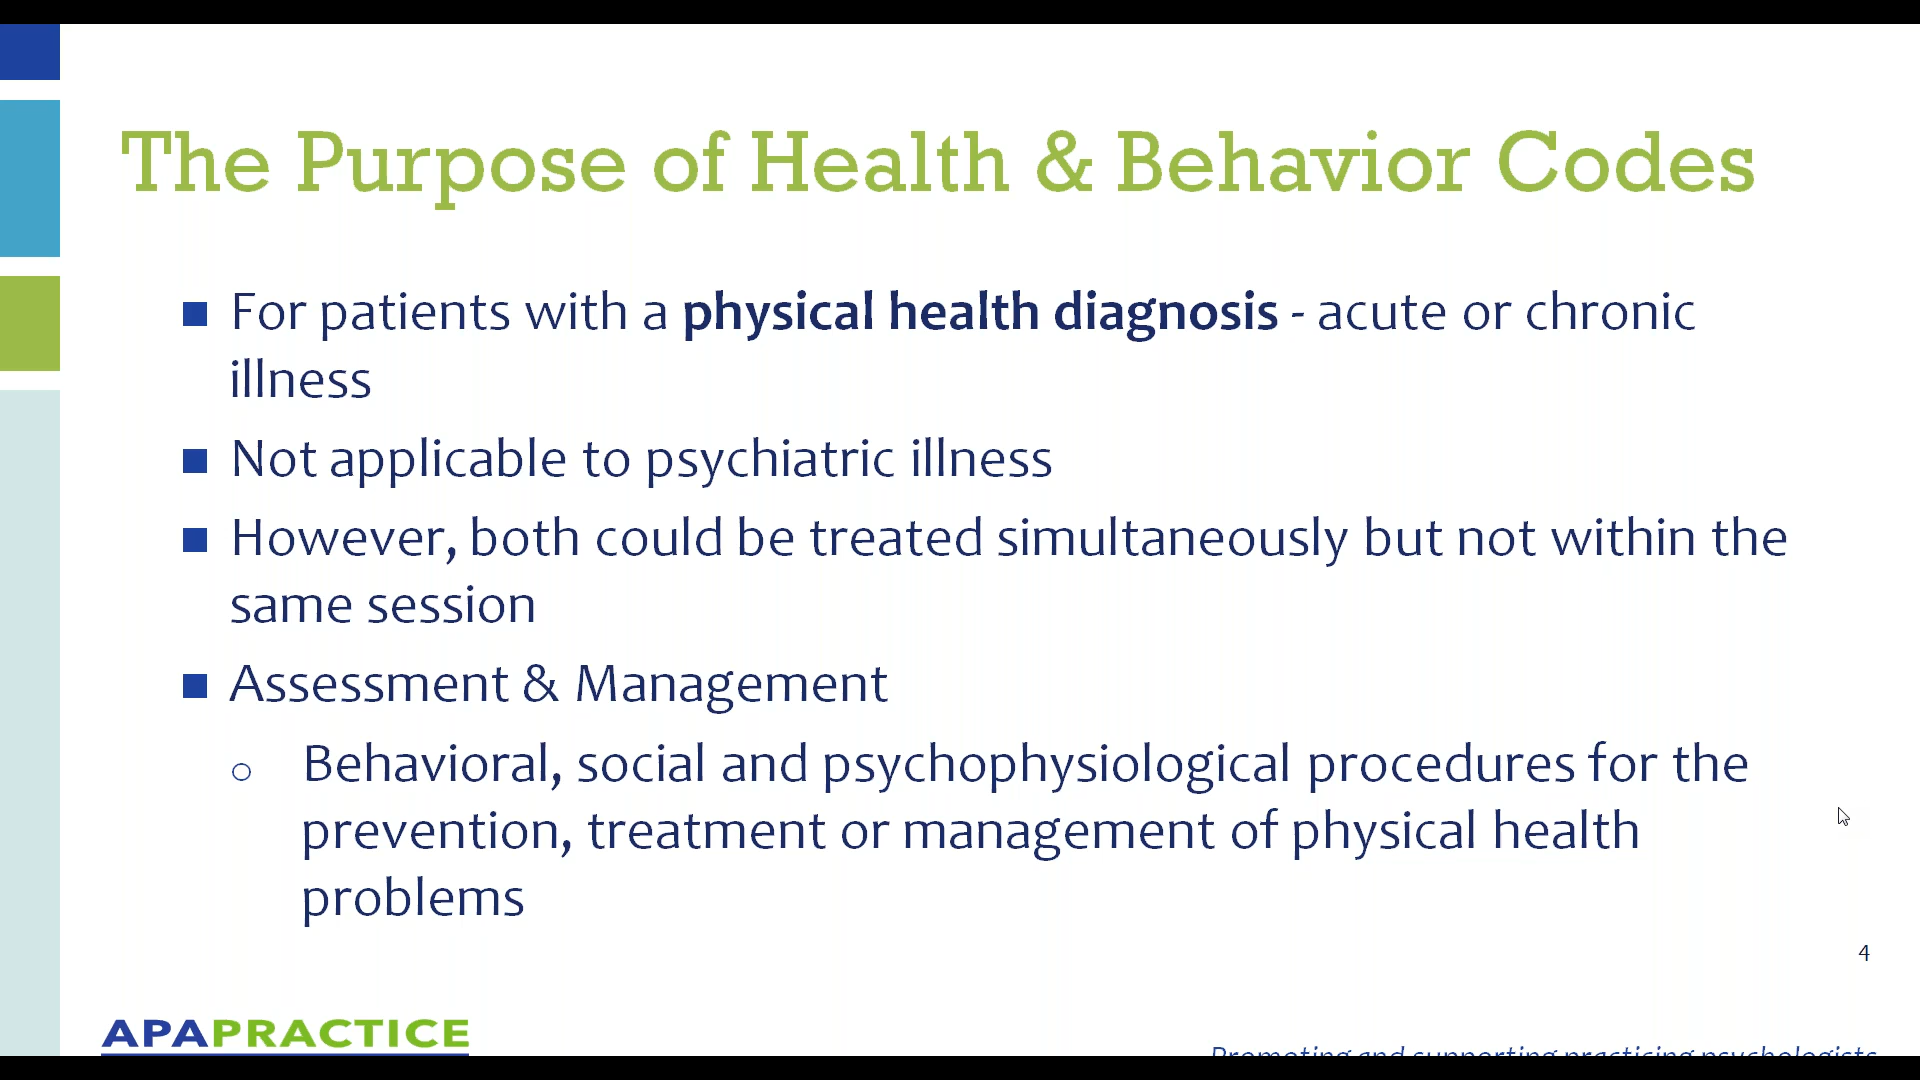 The Purpose of Health & Behavior Codes
■ For patients with a physical health diagnosis - acute or chronic
illness
■ Not applicable to psychiatric illness
■ However, both could be treated simultaneously but not within the
same session
■ Assessment & Management
○ Behavioral, social and psychophysiological procedures for the
prevention, treatment or management of physical health
problems
4
APAPRACTICE
Promoting and supporting practicing psychologists